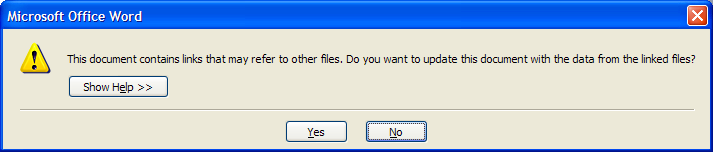 Microsoft Office Word
This document contains links that may refer to other files. Do you want to update this document with the data from the linked files?
Show Help >>
Yes
No